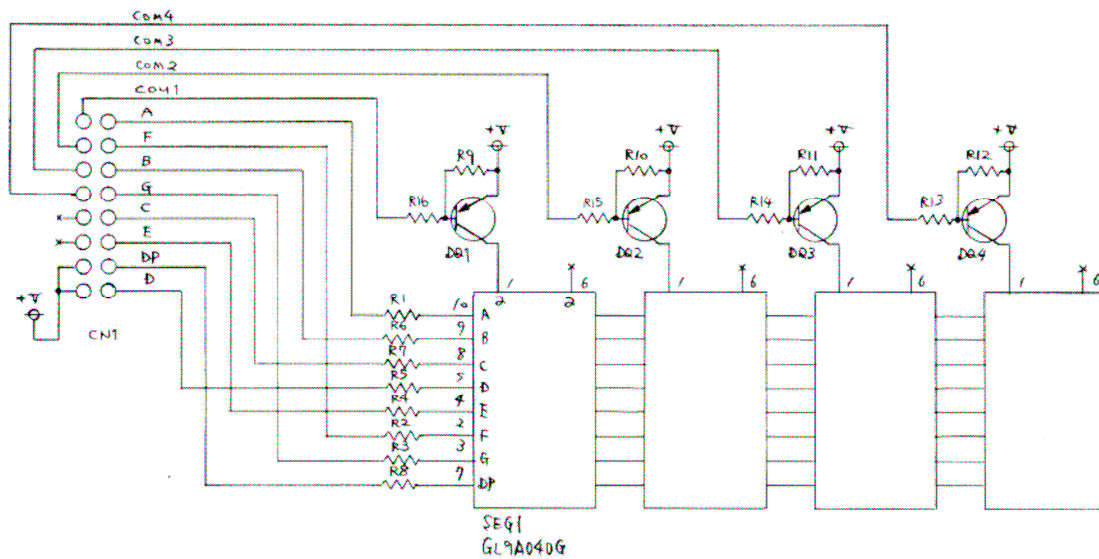 COM4
COM3
COM2
COM1
A
F
B
G
C
E
DP
D
+V
CN1
+V
+V
+V
+V
R9
R10
R11
R12
R16
R15
R14
R13
DQ1
DQ2
DQ3
DQ4
1
6
1
6
1
6
1
6
2
2
R1
10
A
R6
9
B
R7
8
C
R5
5
D
R4
4
E
R2
2
F
R3
3
G
R8
7
DP
SEG1
GL9A040G